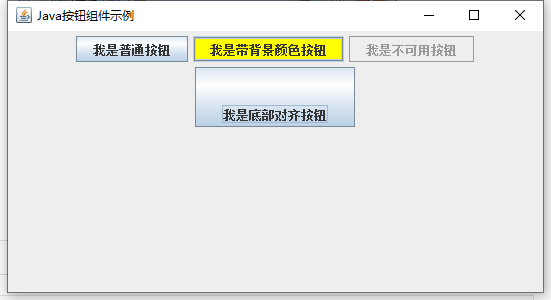 Java按钮组件示例
我是普通按钮 我是带背景颜色按钮 我是不可用按钮
我是底部对齐按钮